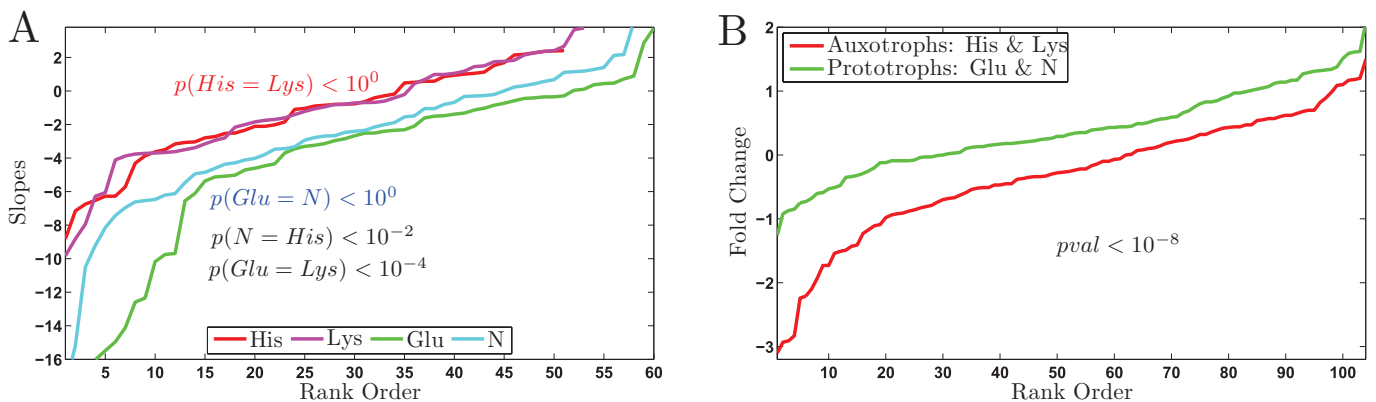 A
Slopes
2
0
−2
−4
−6
−8
−10
−12
−14
−16
p(His = Lys) < 10^0
p(Glu = N) < 10^0
p(N = His) < 10^−2
p(Glu = Lys) < 10^−4
His Lys Glu N
5 10 15 20 25 30 35 40 45 50 55 60
Rank Order
B
Fold Change
2
1
0
−1
−2
−3
Auxotrophs: His & Lys
Prototrophs: Glu & N
pval < 10^−8
10 20 30 40 50 60 70 80 90 100
Rank Order